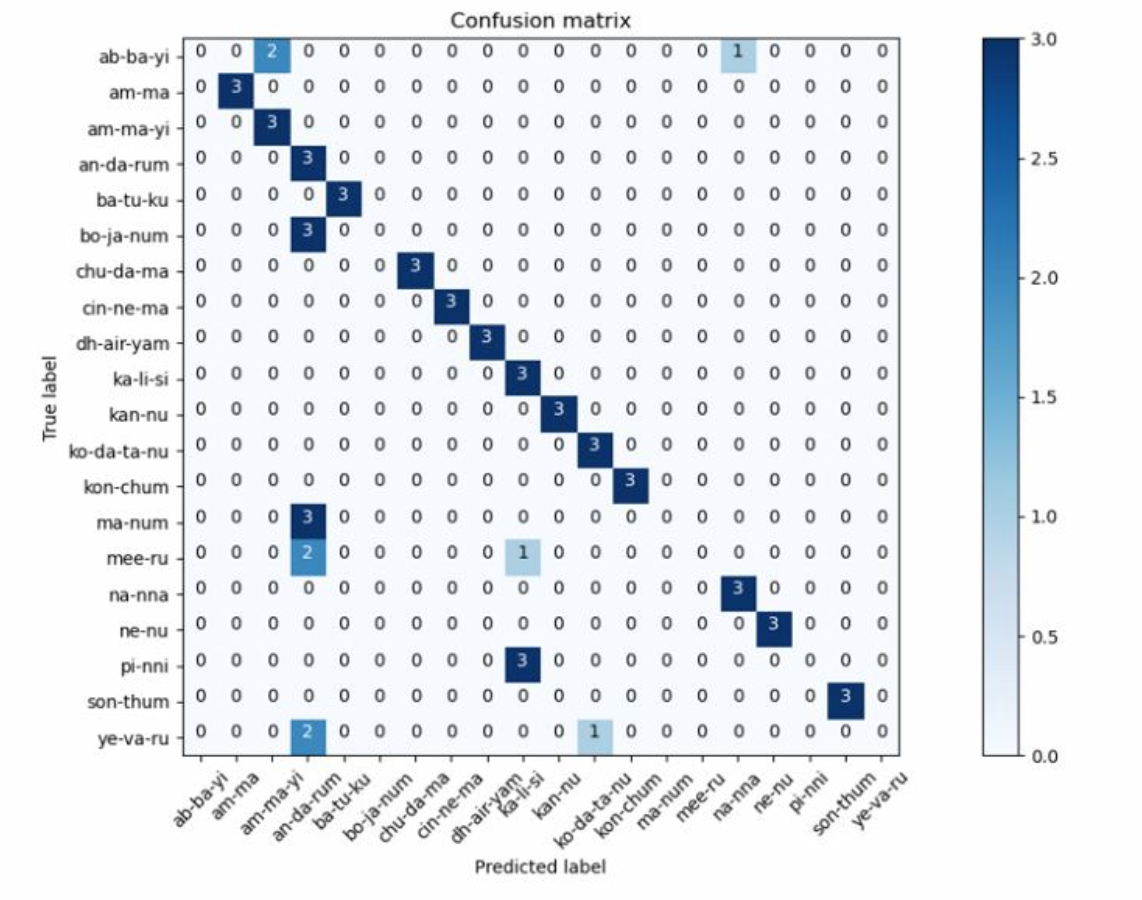 Confusion matrix
ab-ba-yi 0 0 2 0 0 0 0 0 0 0 0 0 0 0 0 1 0 0 0 0
am-ma 0 3 0 0 0 0 0 0 0 0 0 0 0 0 0 0 0 0 0 0
am-ma-yi 0 0 3 0 0 0 0 0 0 0 0 0 0 0 0 0 0 0 0 0
an-da-rum 0 0 0 3 0 0 0 0 0 0 0 0 0 0 0 0 0 0 0 0
ba-tu-ku 0 0 0 0 3 0 0 0 0 0 0 0 0 0 0 0 0 0 0 0
bo-ja-num 0 0 0 3 0 0 0 0 0 0 0 0 0 0 0 0 0 0 0 0
chu-da-ma 0 0 0 0 0 0 3 0 0 0 0 0 0 0 0 0 0 0 0 0
cin-ne-ma 0 0 0 0 0 0 0 3 0 0 0 0 0 0 0 0 0 0 0 0
dh-air-yam 0 0 0 0 0 0 0 0 3 0 0 0 0 0 0 0 0 0 0 0
ka-li-si 0 0 0 0 0 0 0 0 0 3 0 0 0 0 0 0 0 0 0 0
kan-nu 0 0 0 0 0 0 0 0 0 0 3 0 0 0 0 0 0 0 0 0
ko-da-ta-nu 0 0 0 0 0 0 0 0 0 0 0 3 0 0 0 0 0 0 0 0
kon-chum 0 0 0 0 0 0 0 0 0 0 0 0 3 0 0 0 0 0 0 0
ma-num 0 0 0 3 0 0 0 0 0 0 0 0 0 0 0 0 0 0 0 0
mee-ru 0 0 0 2 0 0 0 0 0 1 0 0 0 0 0 0 0 0 0 0
na-nna 0 0 0 0 0 0 0 0 0 0 0 0 0 0 0 3 0 0 0 0
ne-nu 0 0 0 0 0 0 0 0 0 0 0 0 0 0 0 0 3 0 0 0
pi-nni 0 0 0 0 0 0 0 0 0 3 0 0 0 0 0 0 0 0 0 0
son-thum 0 0 0 0 0 0 0 0 0 0 0 0 0 0 0 0 0 0 3 0
ye-va-ru 0 0 0 2 0 0 0 0 0 0 0 1 0 0 0 0 0 0 0 0
True label
ab-ba-yi
am-ma
am-ma-yi
an-da-rum
ba-tu-ku
bo-ja-num
chu-da-ma
cin-ne-ma
dh-air-yam
ka-li-si
kan-nu
ko-da-ta-nu
kon-chum
ma-num
mee-ru
na-nna
ne-nu
pi-nni
son-thum
ye-va-ru
Predicted label
3.0
2.5
2.0
1.5
1.0
0.5
0.0